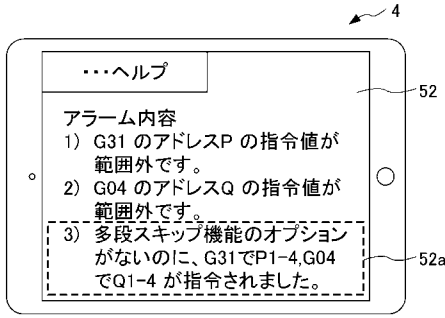 4
･･･ヘルプ
52
アラーム内容
1) G31 のアドレスP の指令値が
範囲外です。
2) G04 のアドレスQ の指令値が
範囲外です。
3) 多段スキップ機能のオプション
がないのに、G31でP1-4,G04
でQ1-4 が指令されました。
52a